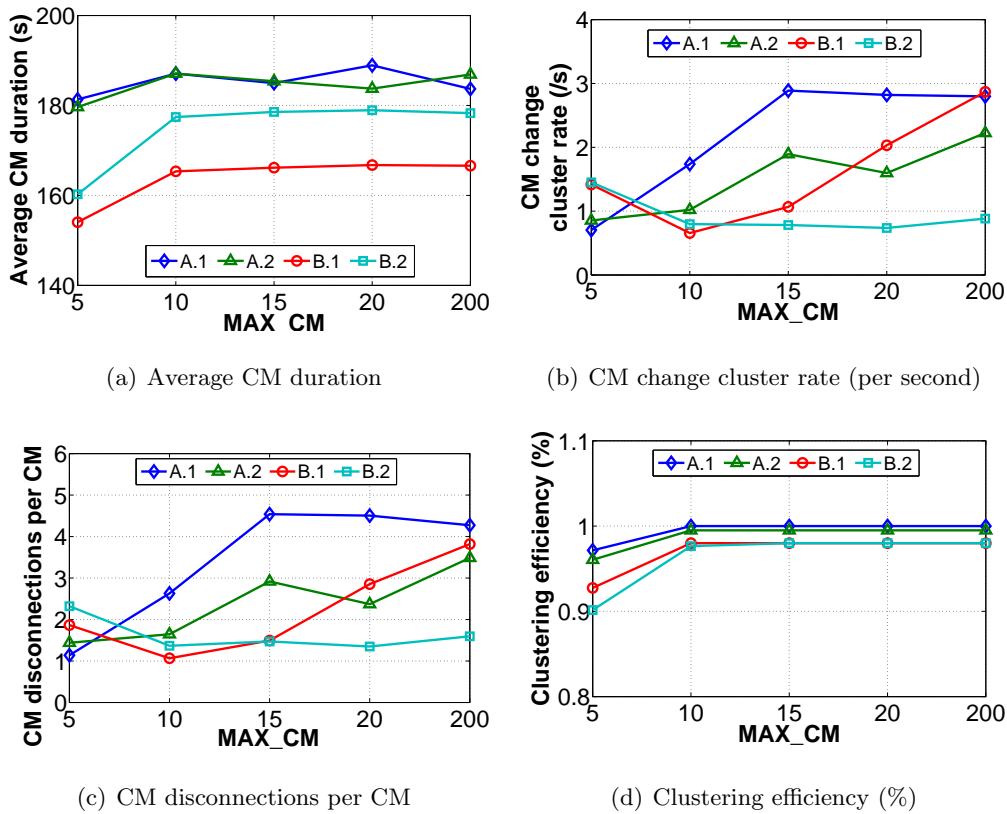 Average CM duration (s)
200
180
160
140
A.1 A.2 B.1 B.2
5 10 15 20 200
MAX CM
(a) Average CM duration
CM change
cluster rate (/s)
4
3
2
1
0
A.1 A.2 B.1 B.2
5 10 15 20 200
MAX_CM
(b) CM change cluster rate (per second)
CM disconnections per CM
6
5
4
3
2
1
0
A.1 A.2 B.1 B.2
5 10 15 20 200
MAX_CM
(c) CM disconnections per CM
Clustering efficiency (%)
1.1
1
0.9
0.8
A.1 A.2 B.1 B.2
5 10 15 20 200
MAX_CM
(d) Clustering efficiency (%)